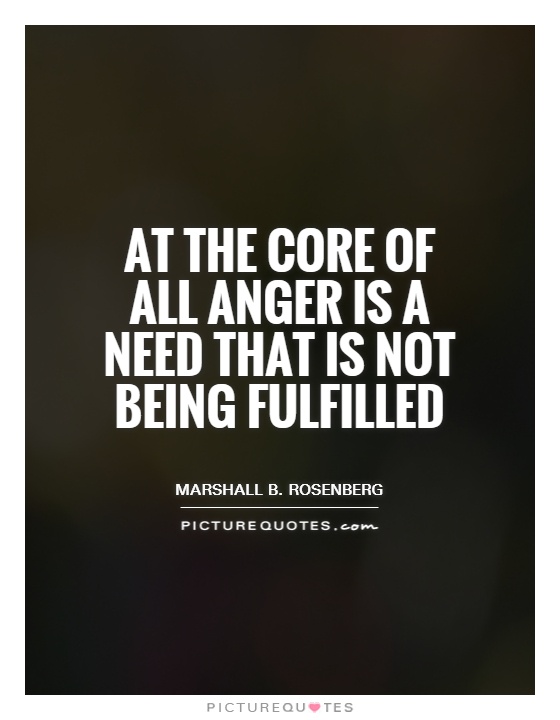 AT THE CORE OF
ALL ANGER IS A
NEED THAT IS NOT
BEING FULFILLED
MARSHALL B. ROSENBERG
PICTUREQUOTES.com
PICTUREQUOTES